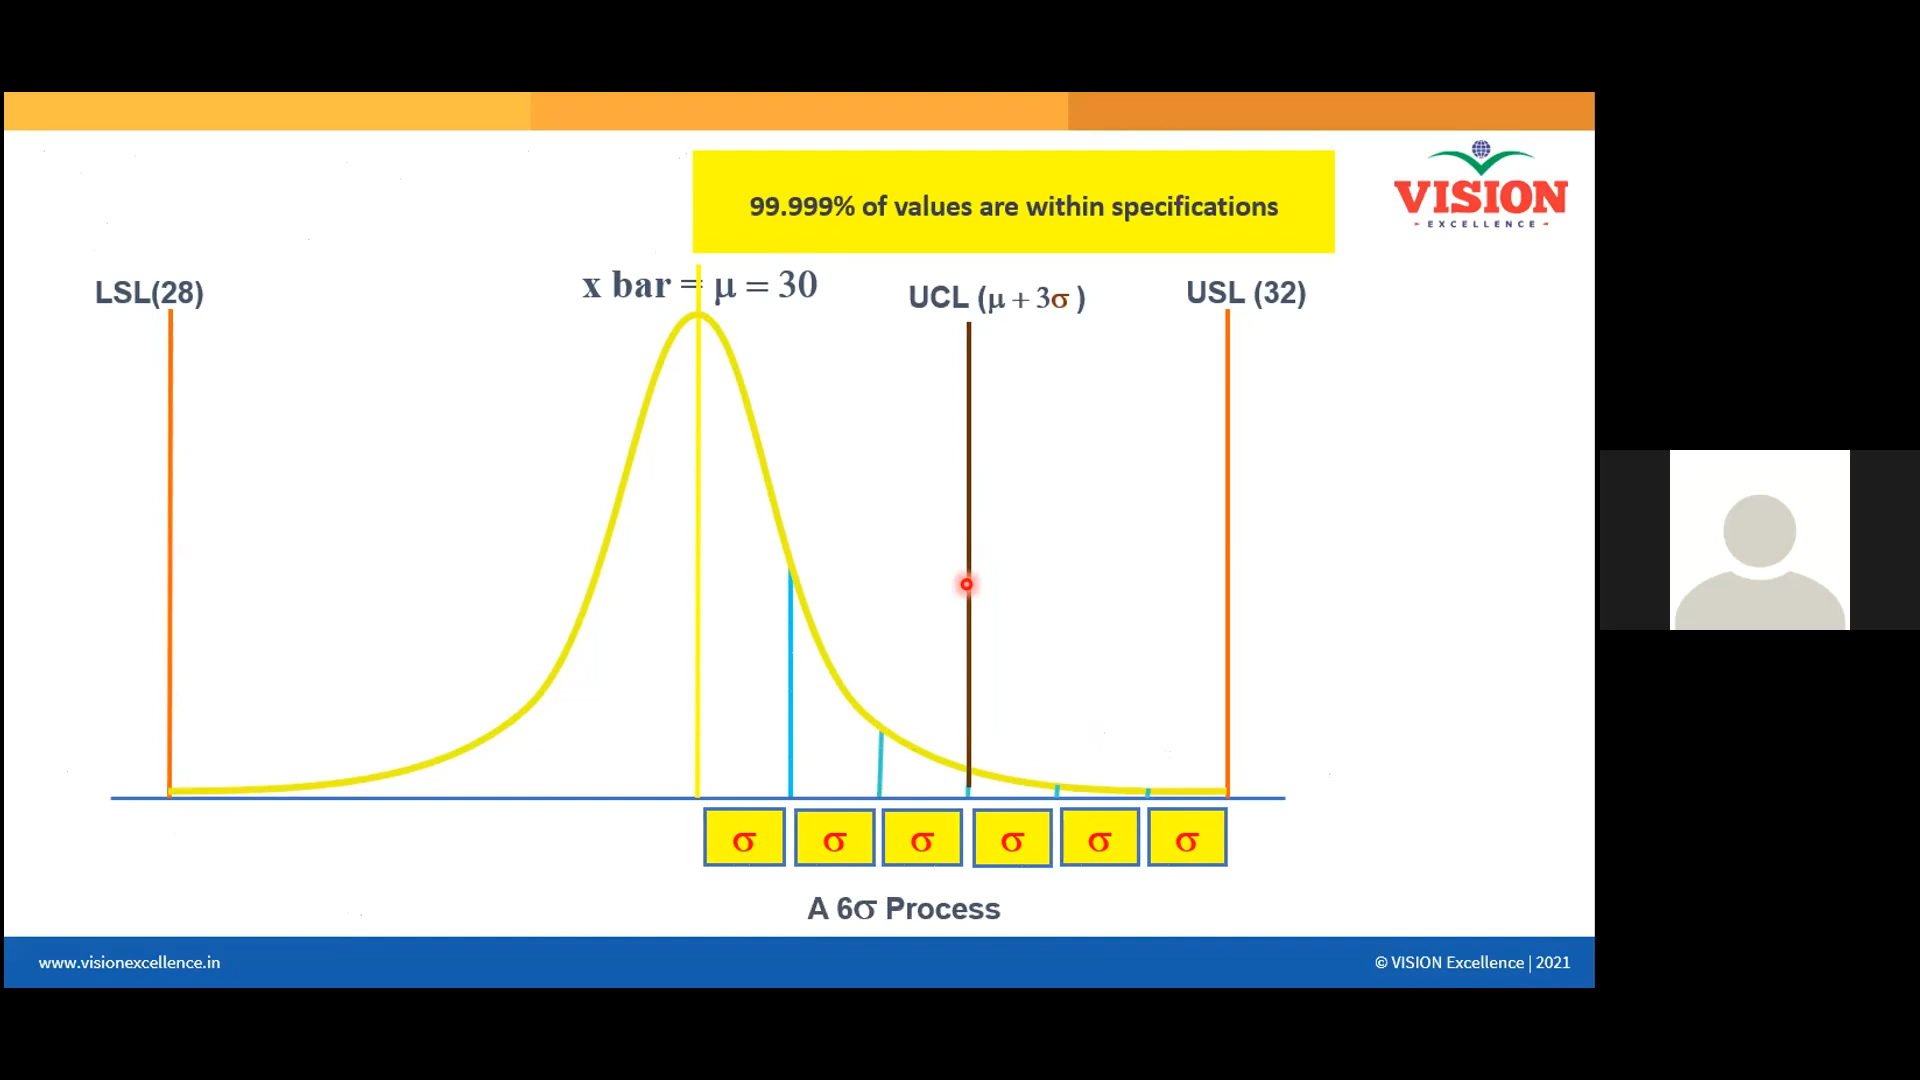 99.999% of values are within specifications
VISION
EXCELLENCE
LSL(28)
x bar = μ = 30
UCL (μ + 3σ )
USL (32)
σ σ σ σ σ σ
A 6σ Process
www.visionexcellence.in
© VISION Excellence | 2021